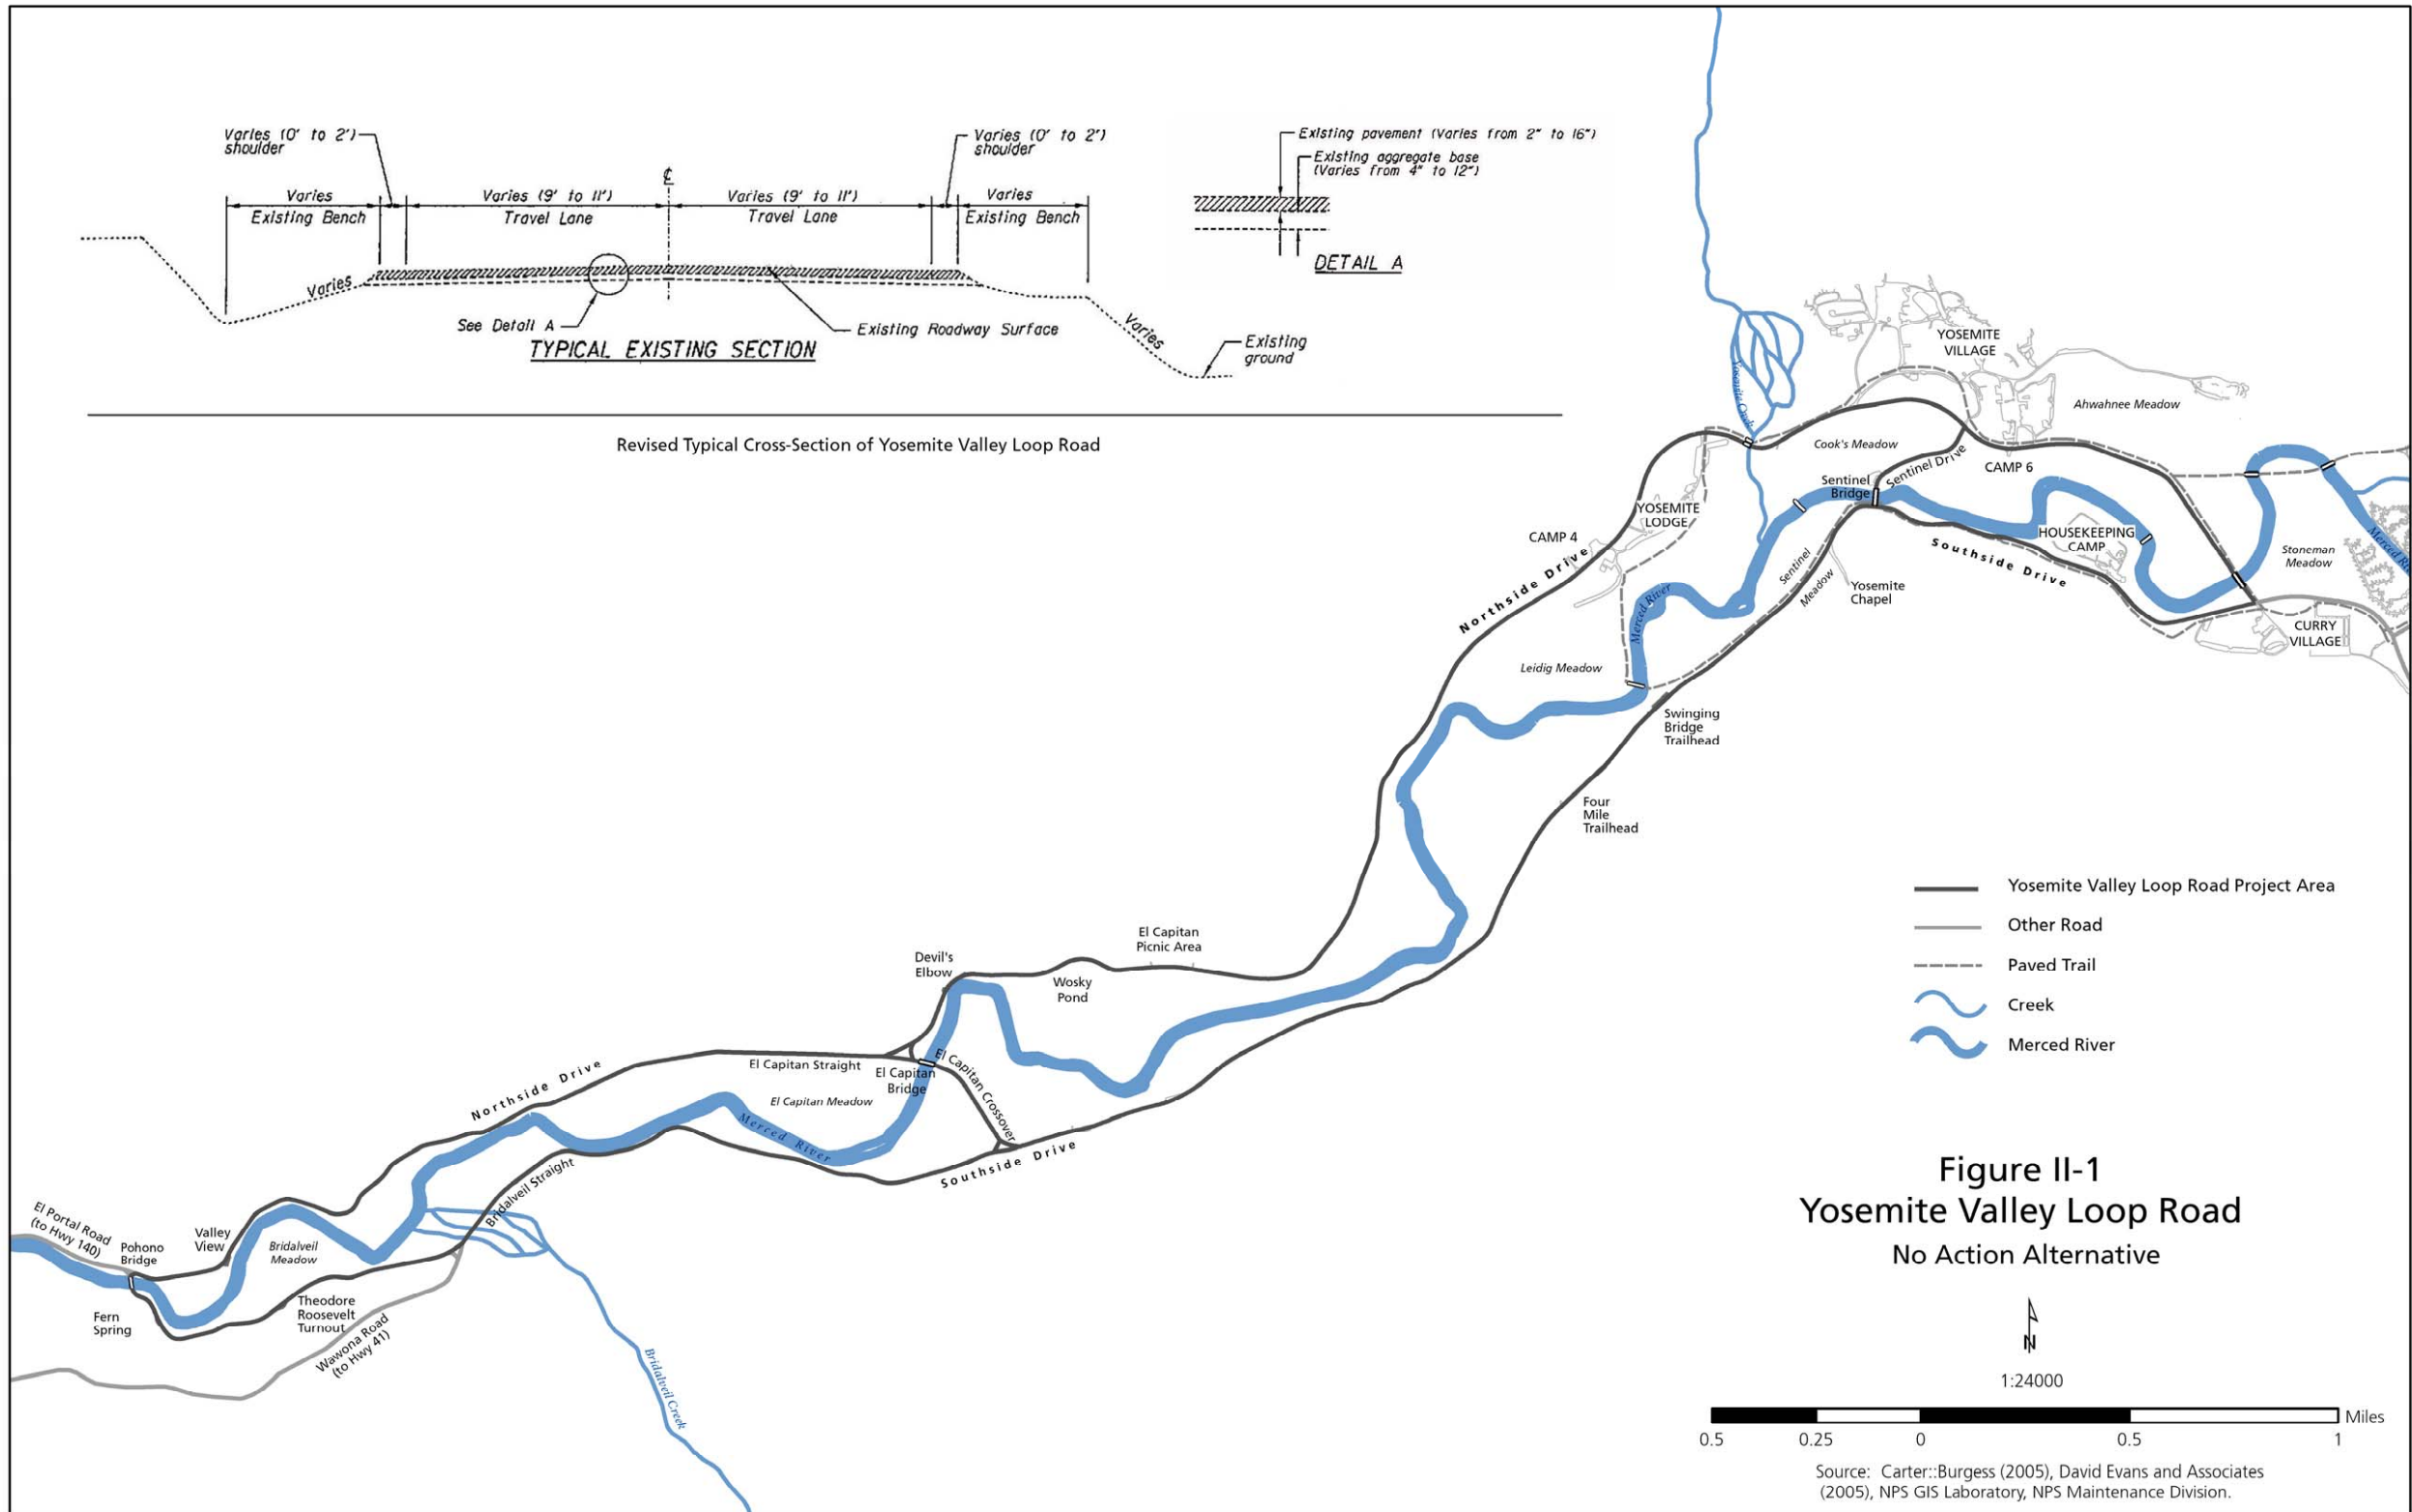 Varies (0' to 2')
shoulder
Varies (0' to 2')
shoulder
℄
Varies
Existing Bench
Varies (9' to 11')
Travel Lane
Varies (9' to 11')
Travel Lane
Varies
Existing Bench
Varies
See Detail A
Existing Roadway Surface
Varies
Existing
ground
TYPICAL EXISTING SECTION
Existing pavement (Varies from 2" to 16")
Existing aggregate base
(Varies from 4" to 12")
DETAIL A
Revised Typical Cross-Section of Yosemite Valley Loop Road
YOSEMITE
VILLAGE
Yosemite Creek
Ahwahnee Meadow
Cook's Meadow
Sentinel Drive
CAMP 6
Sentinel
Bridge
YOSEMITE
LODGE
CAMP 4
Northside Drive
HOUSEKEEPING
CAMP
Southside Drive
Stoneman
Meadow
Merced
Sentinel
Meadow
Yosemite
Chapel
Merced River
CURRY
VILLAGE
Leidig Meadow
Swinging
Bridge
Trailhead
Four
Mile
Trailhead
El Capitan
Picnic Area
Devil's
Elbow
Wosky
Pond
El Capitan Straight
El Capitan
Bridge
El Capitan Crossover
El Capitan Meadow
Northside Drive
Merced River
Southside Drive
Bridalveil Straight
El Portal Road
(to Hwy 140)
Pohono
Bridge
Valley
View
Bridalveil
Meadow
Fern
Spring
Theodore
Roosevelt
Turnout
Wawona Road
(to Hwy 41)
Bridalveil Creek
Yosemite Valley Loop Road Project Area
Other Road
Paved Trail
Creek
Merced River
Figure II-1
Yosemite Valley Loop Road
No Action Alternative
N
1:24000
Miles
0.5 0.25 0 0.5 1
Source: Carter::Burgess (2005), David Evans and Associates
(2005), NPS GIS Laboratory, NPS Maintenance Division.